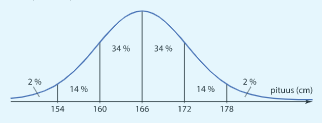 34 % 34 %
2 % 2 %
14 % 14 % pituus (cm)
154 160 166 172 178